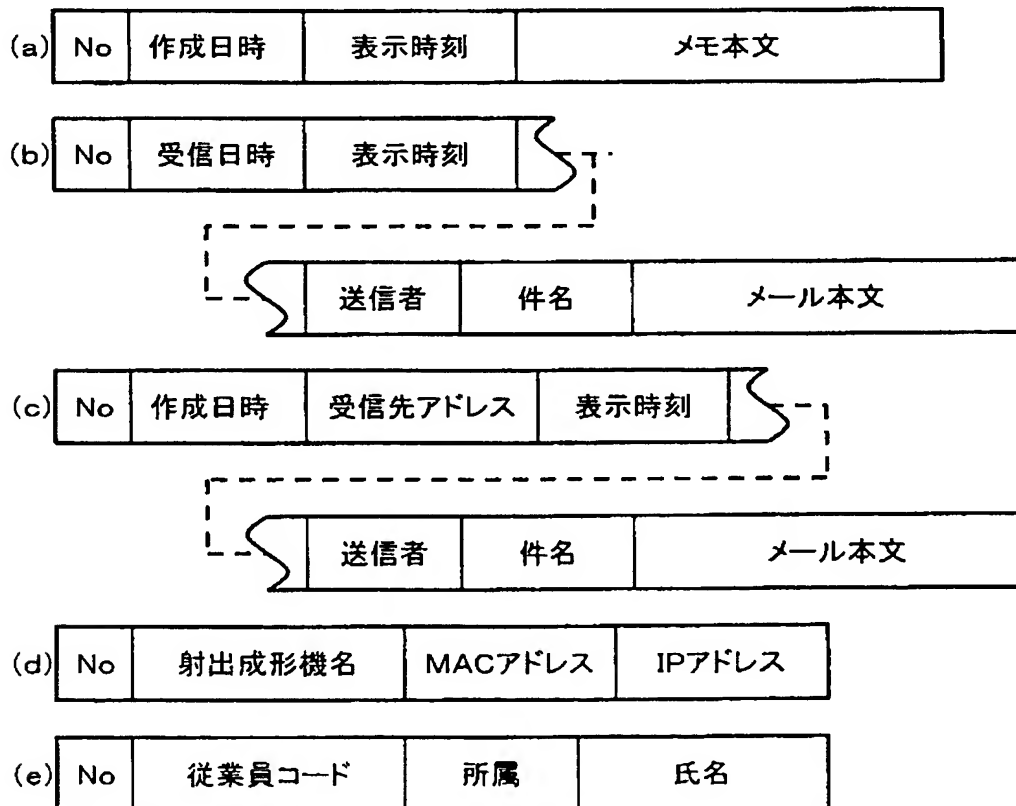 (a) No 作成日時 表示時刻 メモ本文
(b) No 受信日時 表示時刻
送信者 件名 メール本文
(c) No 作成日時 受信先アドレス 表示時刻
送信者 件名 メール本文
(d) No 射出成形機名 MACアドレス IPアドレス
(e) No 従業員コード 所属 氏名